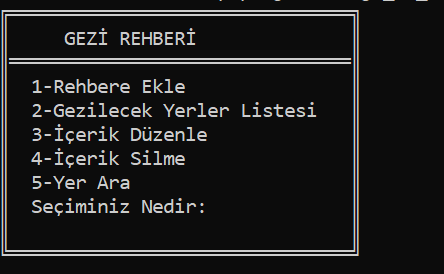 GEZİ REHBERİ
1-Rehbere Ekle
2-Gezilecek Yerler Listesi
3-İçerik Düzenle
4-İçerik Silme
5-Yer Ara
Seçiminiz Nedir: